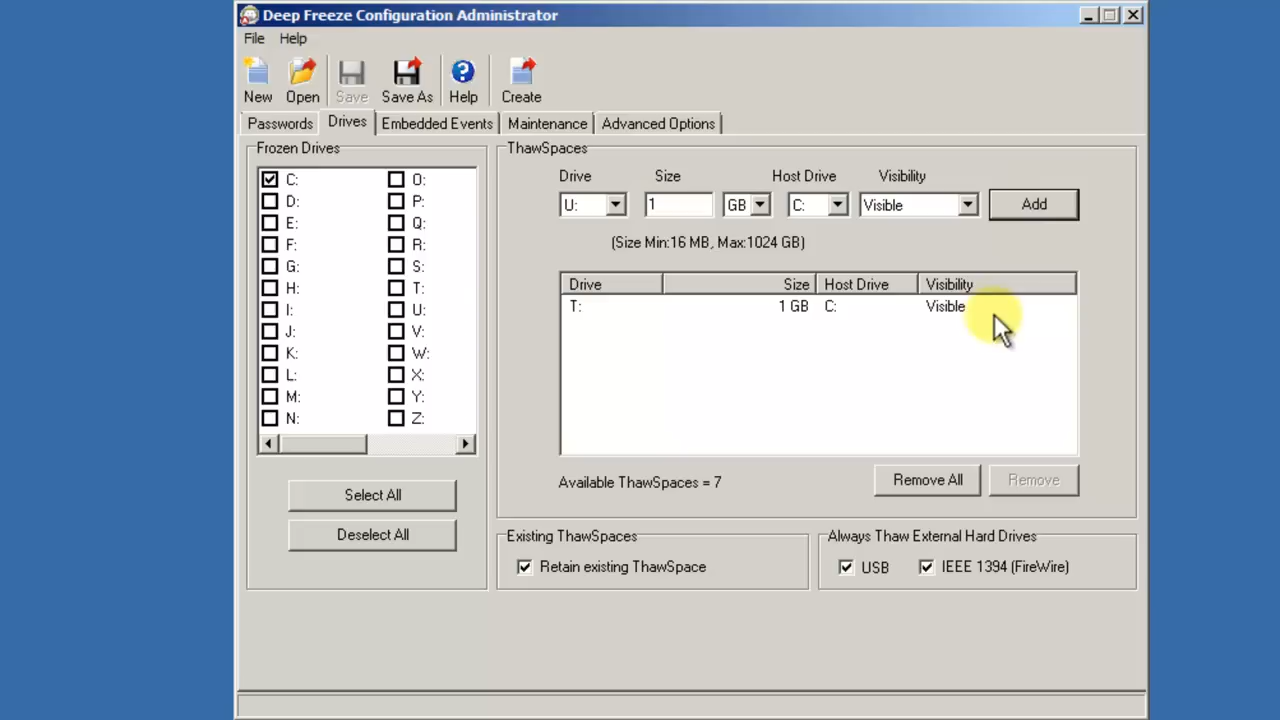 Deep Freeze Configuration Administrator
File Help
New Open Save Save As Help Create
Passwords Drives Embedded Events Maintenance Advanced Options
Frozen Drives
C: O:
D: P:
E: Q:
F: R:
G: S:
H: T:
I: U:
J: V:
K: W:
L: X:
M: Y:
N: Z:
Select All
Deselect All
ThawSpaces
Drive Size Host Drive Visibility
U: 1 GB C: Visible Add
(Size Min:16 MB, Max:1024 GB)
Drive Size Host Drive Visibility
T: 1 GB C: Visible
Available ThawSpaces = 7 Remove All Remove
Existing ThawSpaces
Retain existing ThawSpace
Always Thaw External Hard Drives
USB IEEE 1394 (FireWire)